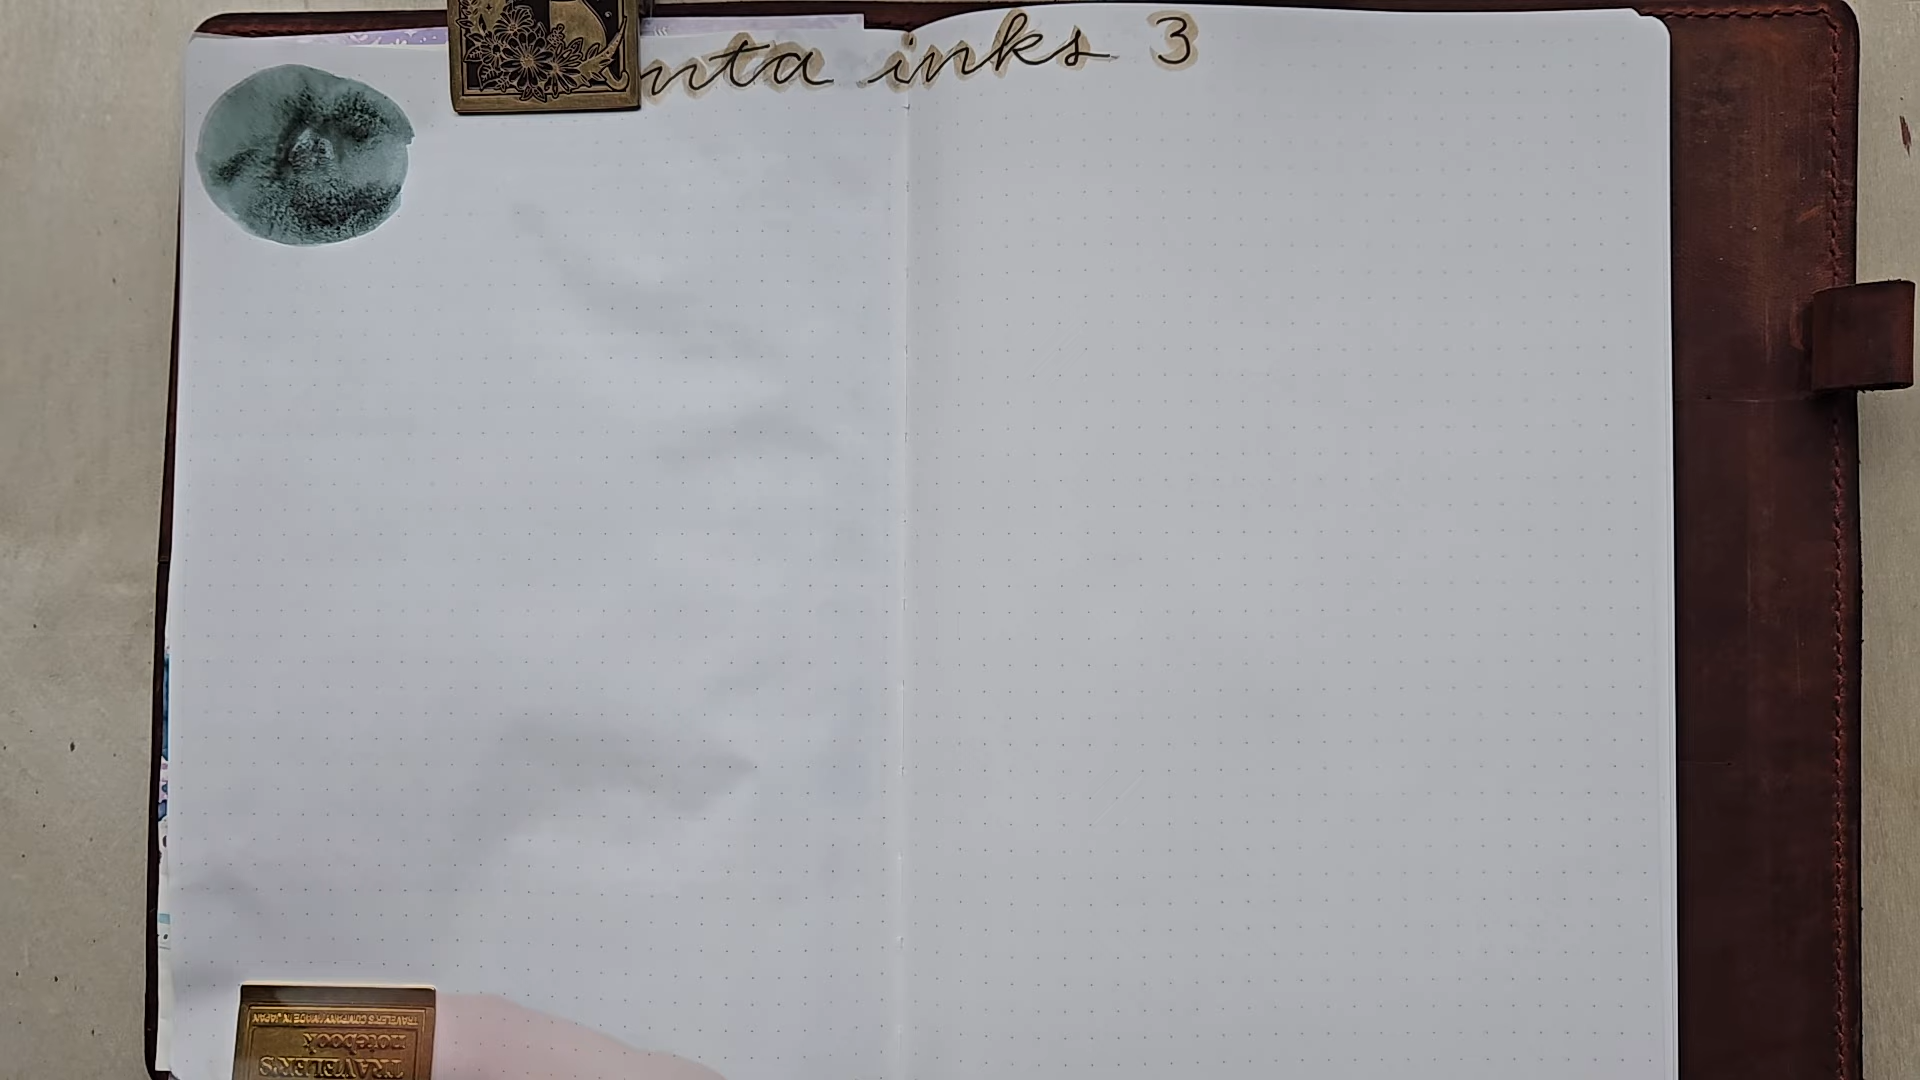 nta inks 3
TRAVELER'S COMPANY MADE IN JAPAN
notebook
TRAVELER'S